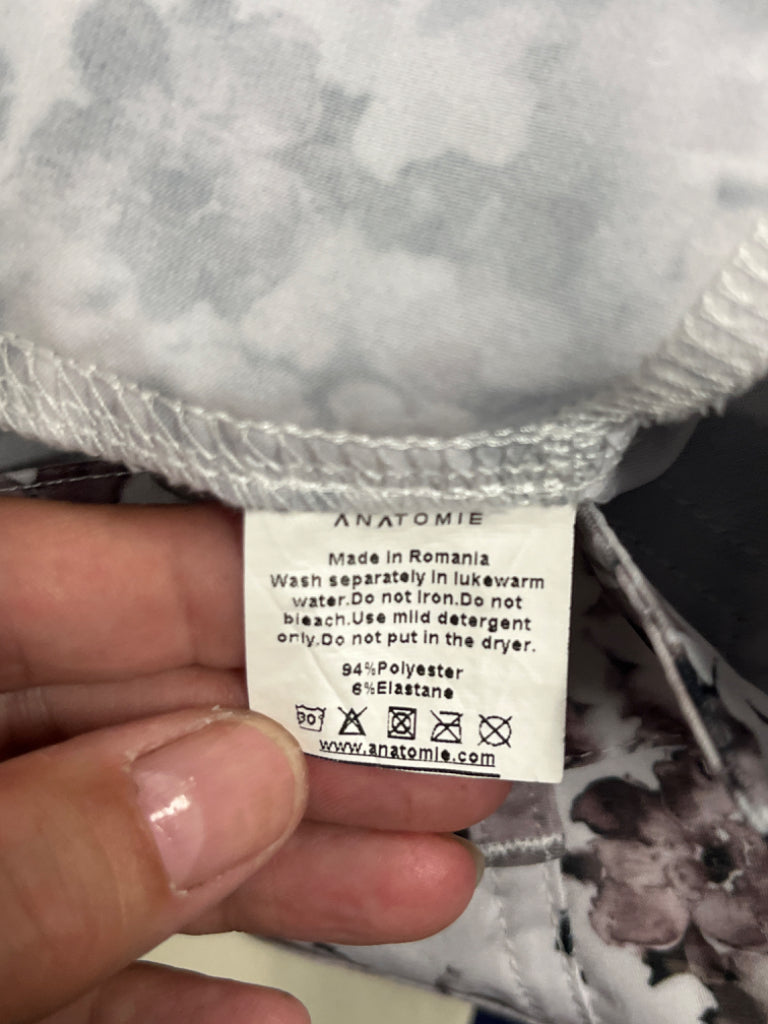 ANATOMIE
Made in Romania
Wash separately in lukewarm
water.Do not iron.Do not
bleach.Use mild detergent
only.Do not put in the dryer.
94%Polyester
6%Elastane
30°
www.anatomie.com